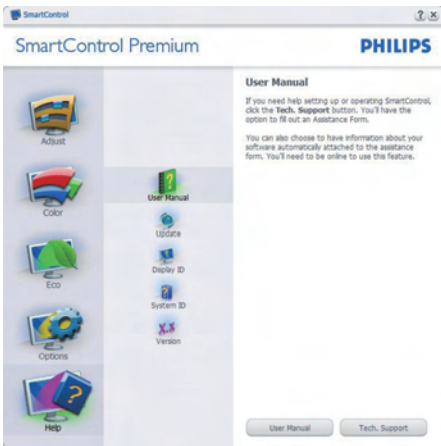 SmartControl
SmartControl Premium
PHILIPS
Adjust
Color
Eco
Options
Help
User Manual
Update
Display ID
System ID
X.X
Version
User Manual
If you need help setting up or operating SmartControl,
click the Tech. Support button. You'll have the
option to fill out an Assistance Form.
You can also choose to have information about your
software automatically attached to the assistance
form. You'll need to be online to use this feature.
User Manual
Tech. Support